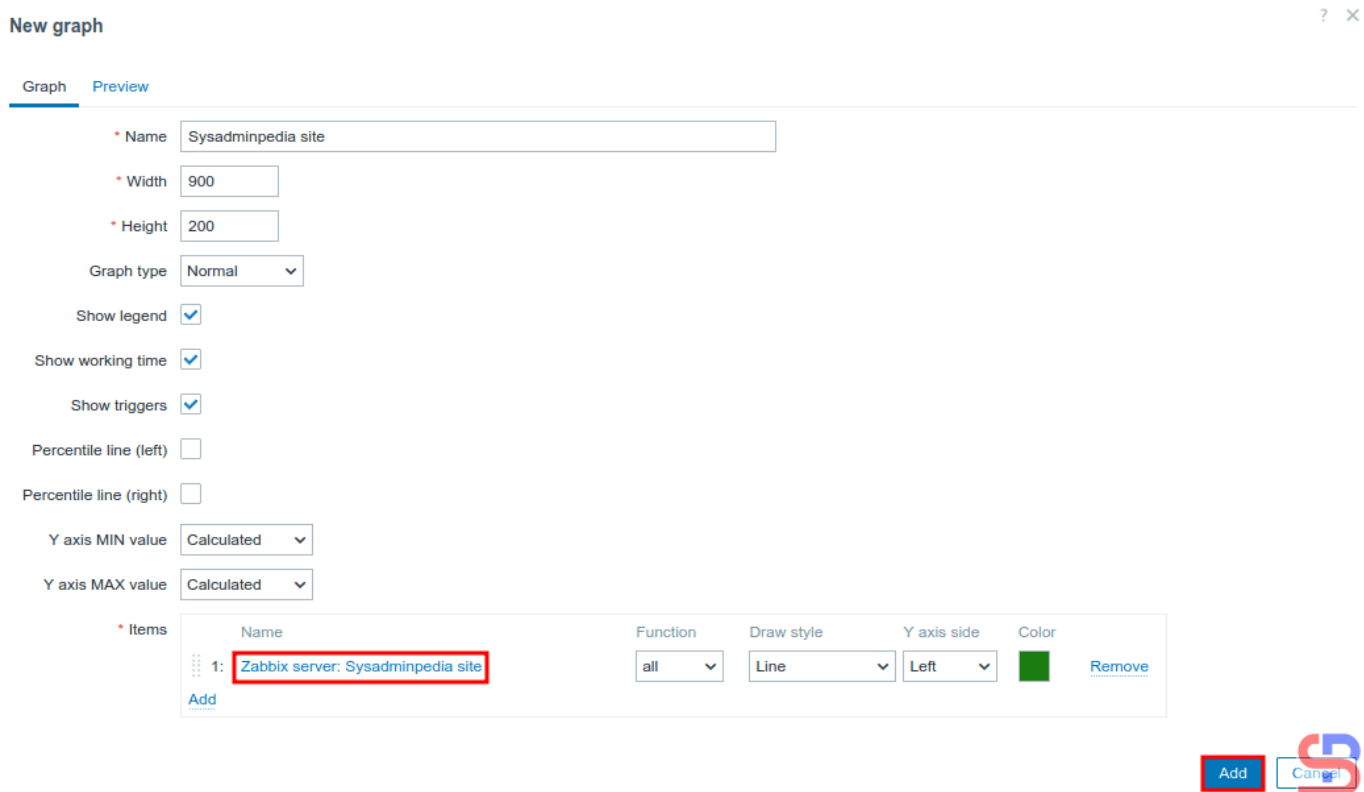 New graph
?
Graph Preview
* Name Sysadminpedia site
* Width 900
* Height 200
Graph type Normal
Show legend
Show working time
Show triggers
Percentile line (left)
Percentile line (right)
Y axis MIN value Calculated
Y axis MAX value Calculated
* Items Name Function Draw style Y axis side Color
1: Zabbix server: Sysadminpedia site all Line Left Remove
Add
Add Cancel